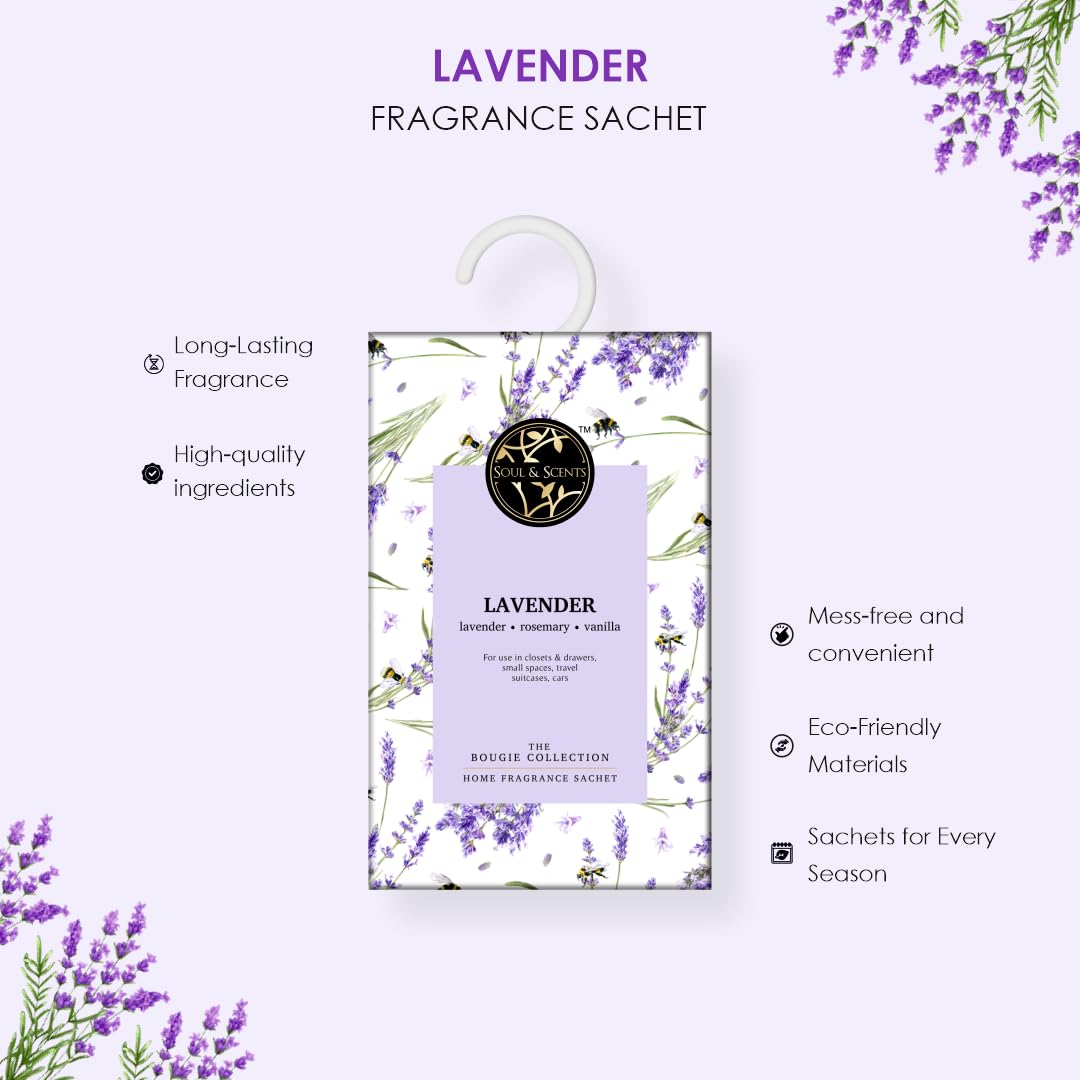 LAVENDER
FRAGRANCE SACHET
Long-Lasting
Fragrance
High-quality
ingredients
TM
SOUL & SCENTS
LAVENDER
lavender • rosemary • vanilla
For use in closets & drawers,
small spaces, travel
suitcases, cars
THE
BOUGIE COLLECTION
HOME FRAGRANCE SACHET
Mess-free and
convenient
Eco-Friendly
Materials
Sachets for Every
Season